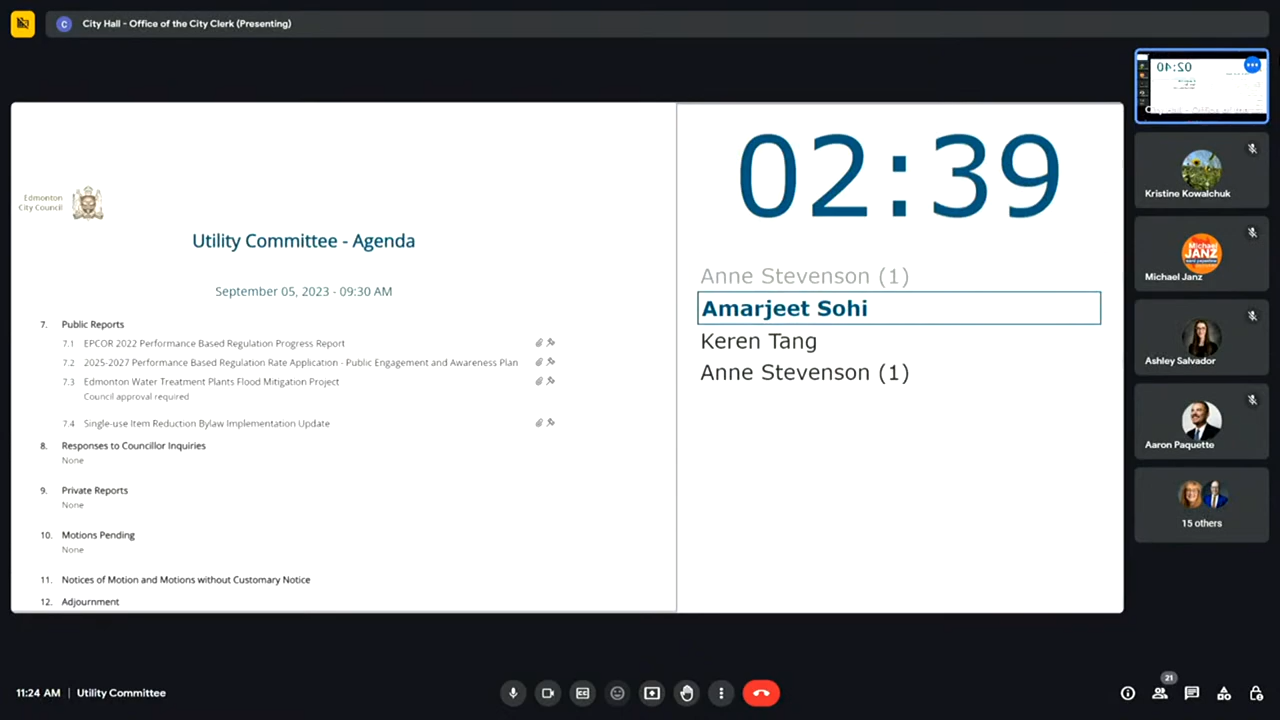 C City Hall - Office of the City Clerk (Presenting)
Edmonton
City Council
Utility Committee - Agenda
September 05, 2023 - 09:30 AM
7. Public Reports
7.1 EPCOR 2022 Performance Based Regulation Progress Report
7.2 2025-2027 Performance Based Regulation Rate Application - Public Engagement and Awareness Plan
7.3 Edmonton Water Treatment Plants Flood Mitigation Project
Council approval required
7.4 Single-use Item Reduction Bylaw Implementation Update
8. Responses to Councillor Inquiries
None
9. Private Reports
None
10. Motions Pending
None
11. Notices of Motion and Motions without Customary Notice
12. Adjournment
02:39
Anne Stevenson (1)
Amarjeet Sohi
Keren Tang
Anne Stevenson (1)
02:40
Kristine Kowalchuk
Michael JANZ
Michael Janz
Ashley Salvador
Aaron Paquette
15 others
11:24 AM | Utility Committee
CC
21